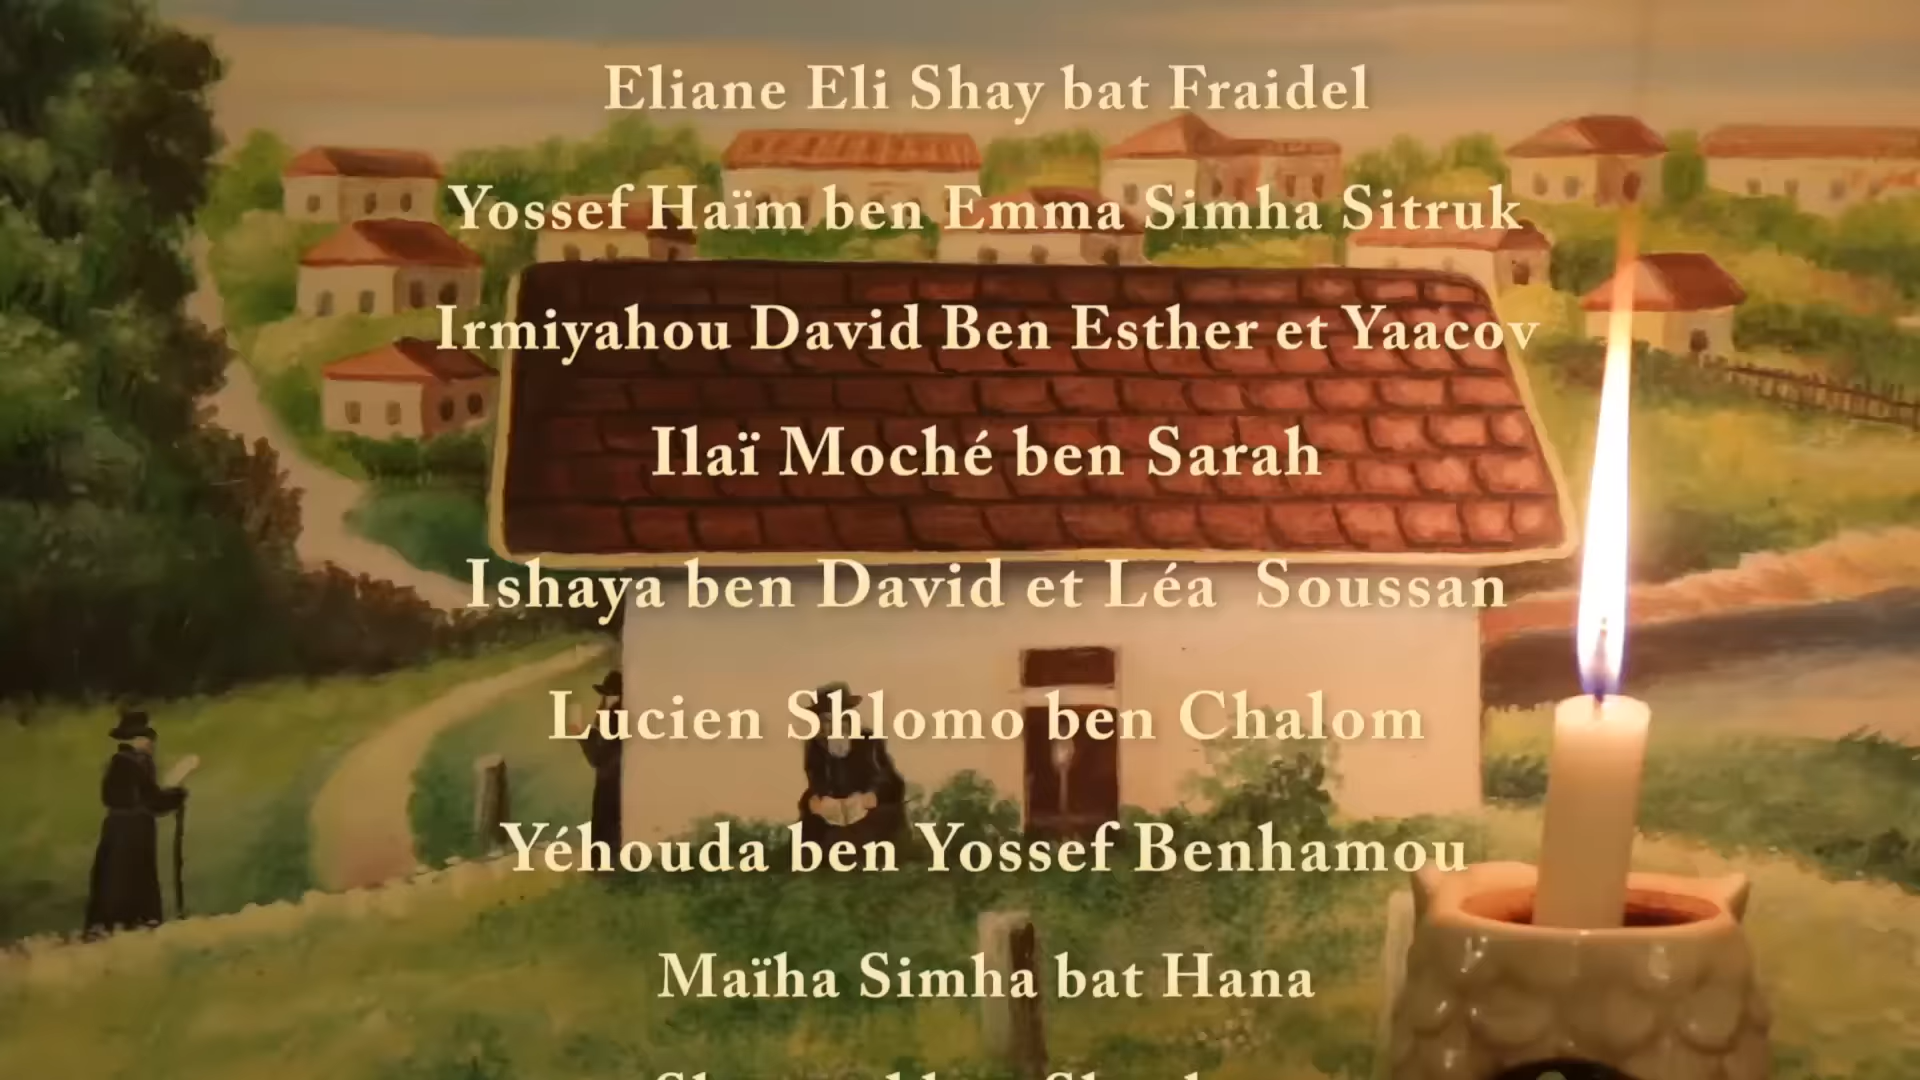 Eliane Eli Shay bat Fraidel
Yossef Haïm ben Emma Simha Sitruk
Irmiyahou David Ben Esther et Yaacov
Ilaï Moché ben Sarah
Ishaya ben David et Léa  Soussan
Lucien Shlomo ben Chalom
Yéhouda ben Yossef Benhamou
Maïha Simha bat Hana